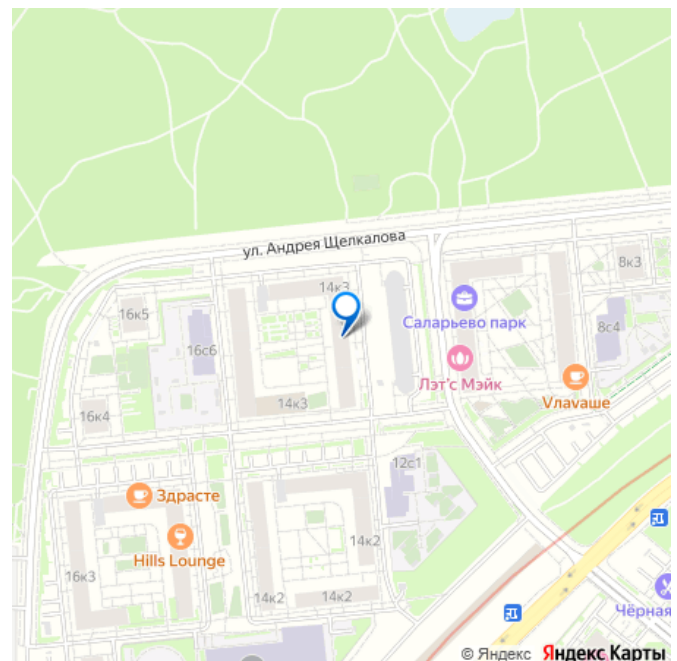 ул. Андрея Щелкалова
8к3
14к3
16к5
Саларьево парк
8с4
16с6
Лэт'с Мэйк
Vлаvаше
14к3
16к4
12с1
Здрасте
14к2
Hills Lounge
16к3
14к2
14к2
Чёрная
© Яндекс Яндекс Карты